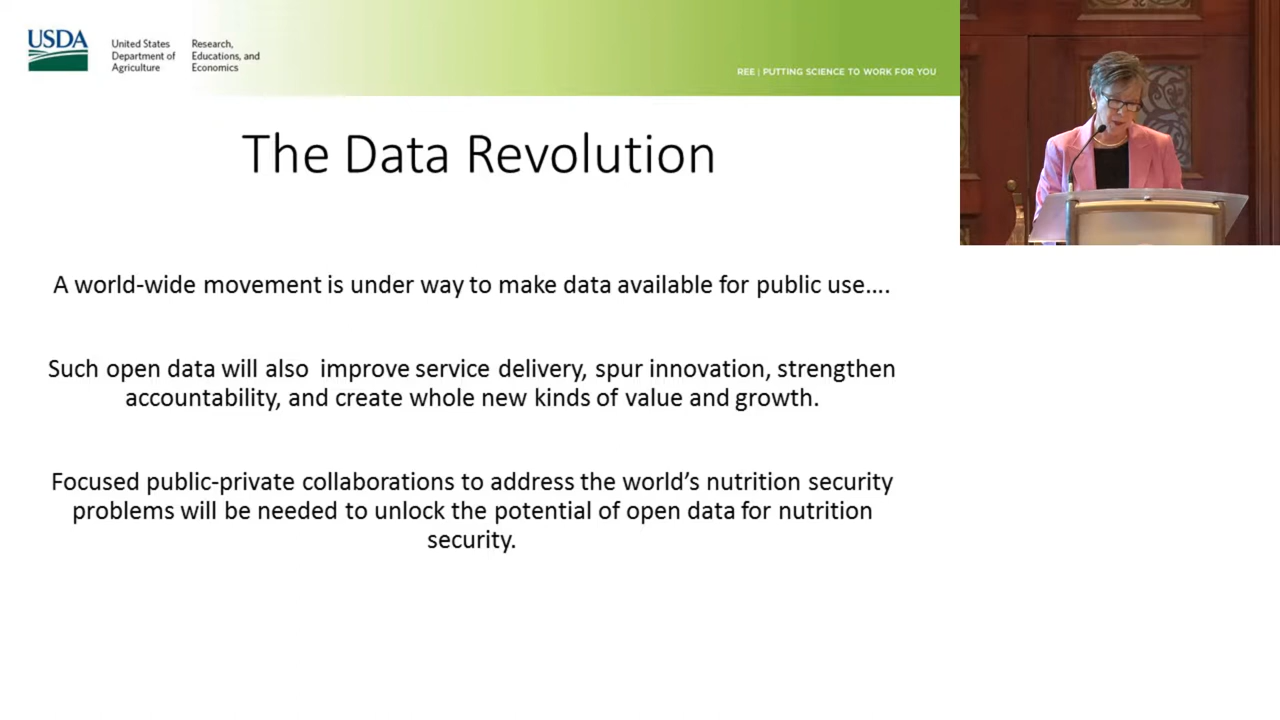 USDA
United States
Department of
Agriculture
Research,
Educations, and
Economics
REE | PUTTING SCIENCE TO WORK FOR YOU
The Data Revolution
A world-wide movement is under way to make data available for public use....
Such open data will also  improve service delivery, spur innovation, strengthen
accountability, and create whole new kinds of value and growth.
Focused public-private collaborations to address the world’s nutrition security
problems will be needed to unlock the potential of open data for nutrition
security.